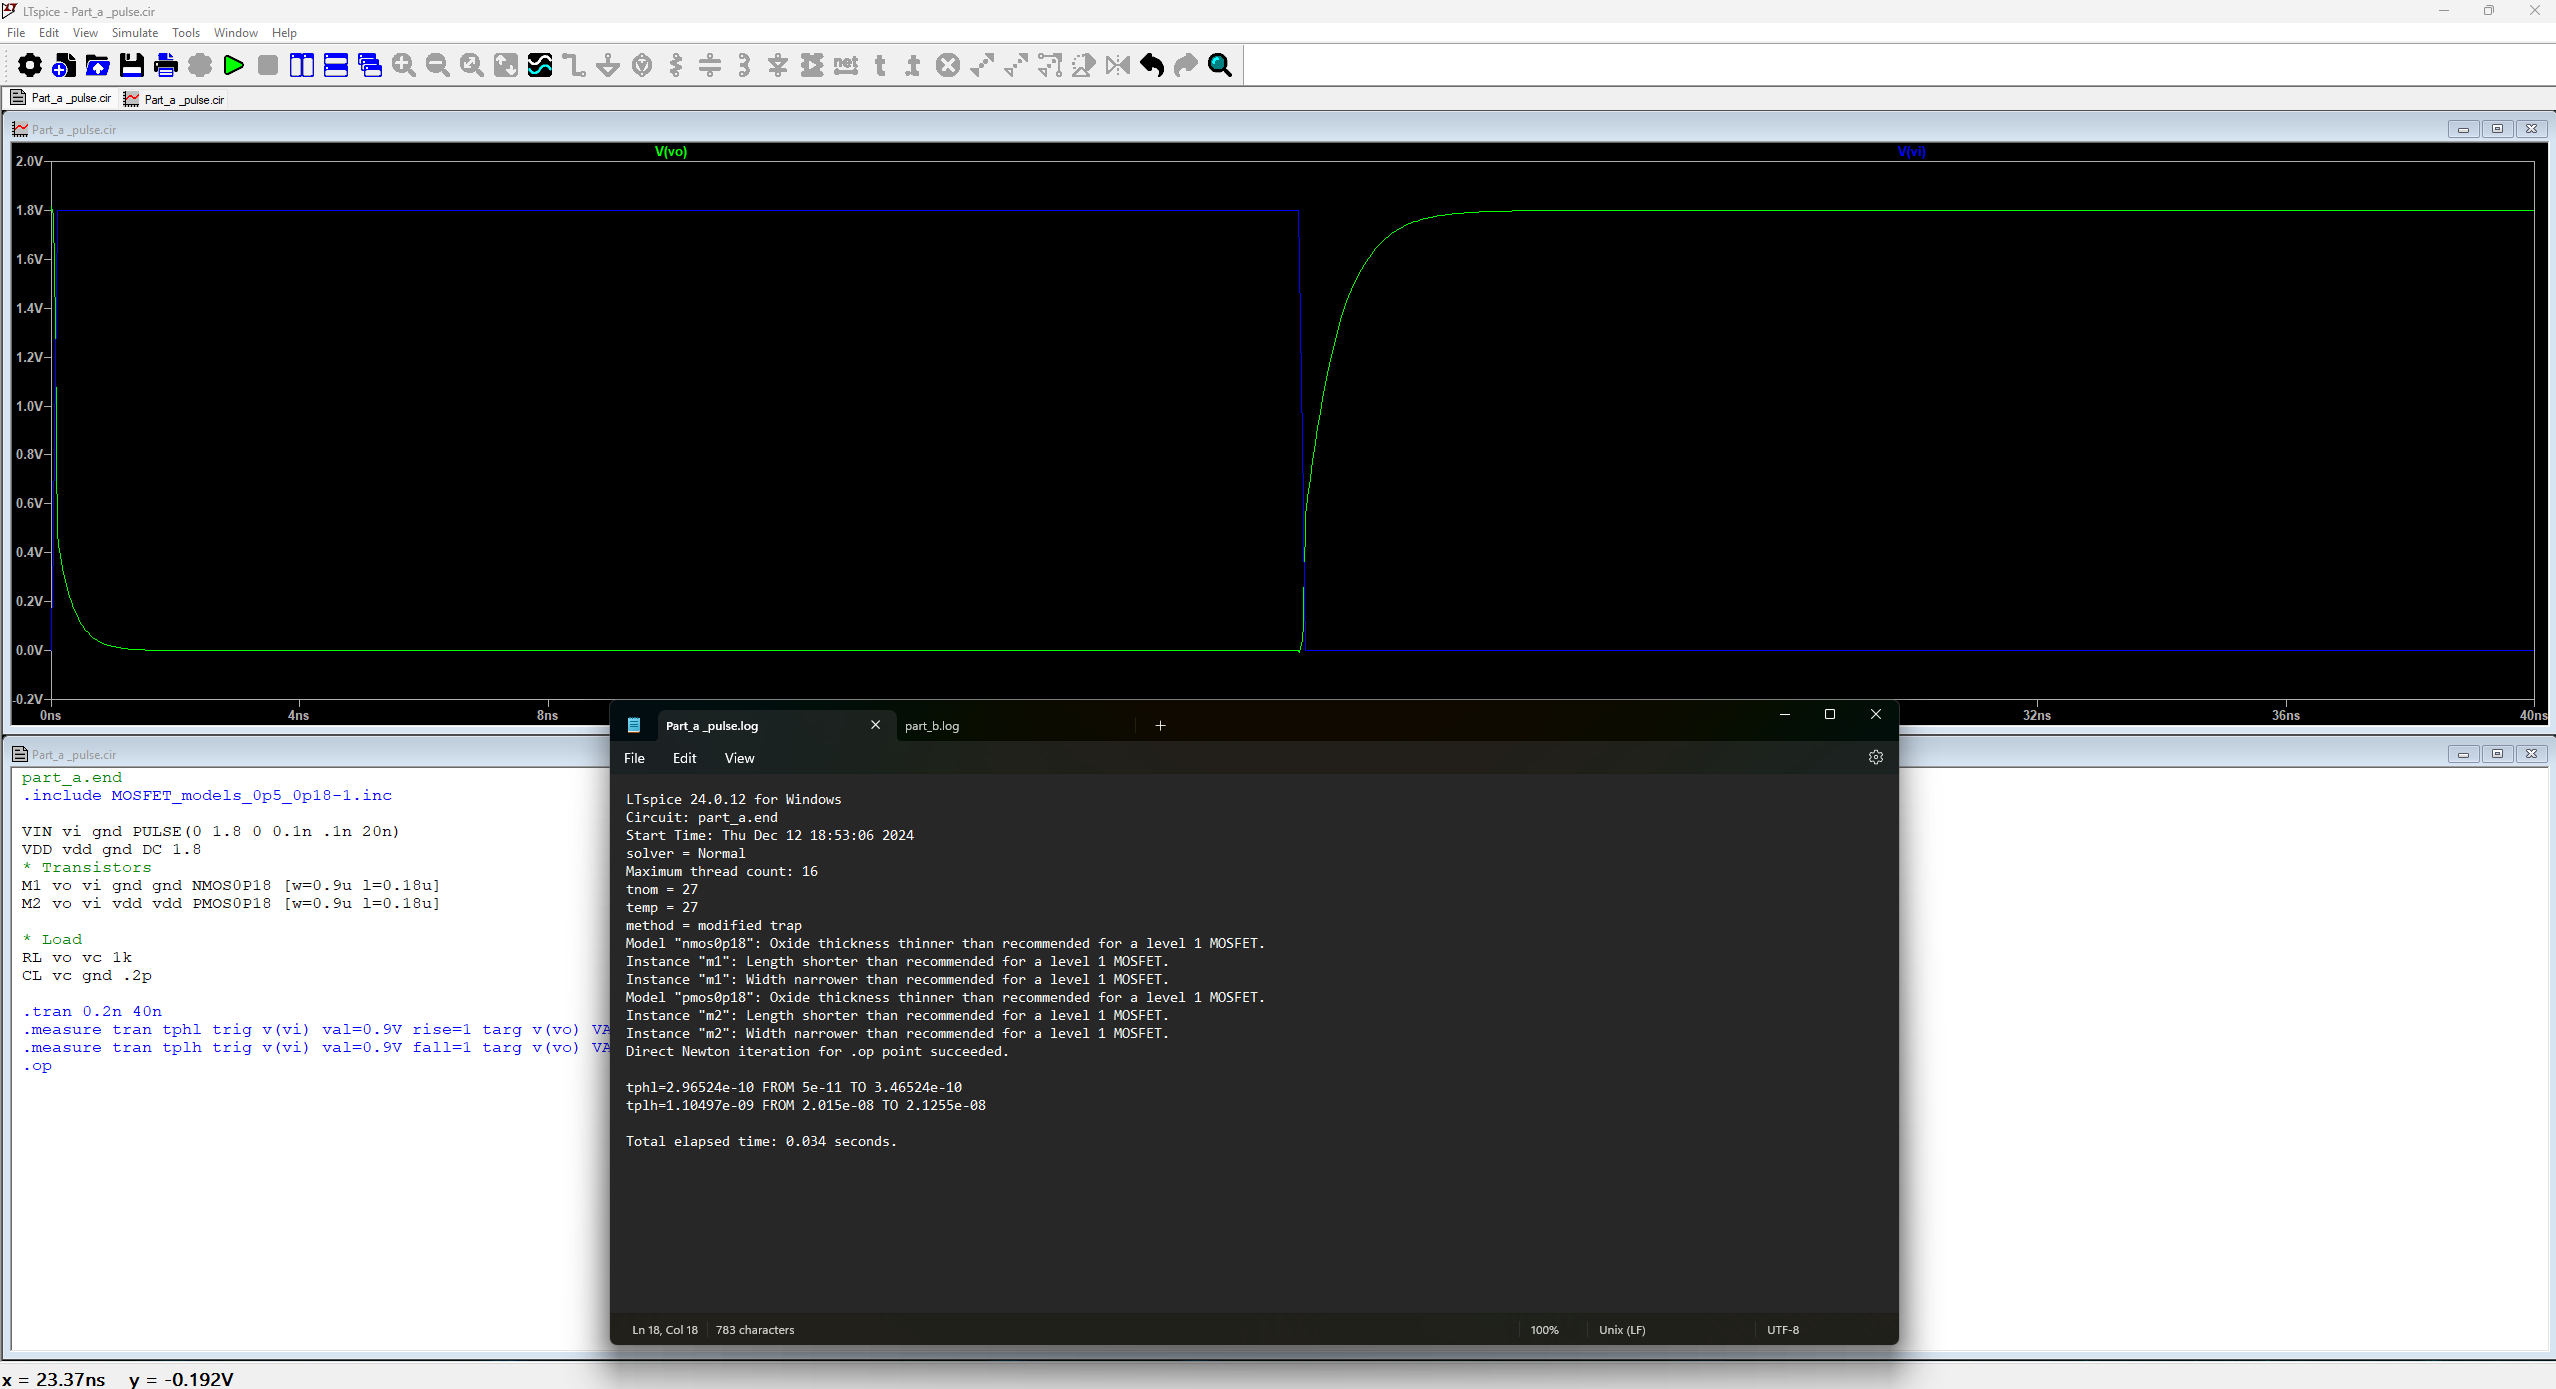 LTspice - Part_a _pulse.cir
File Edit View Simulate Tools Window Help
Part_a _pulse.cir Part_a _pulse.cir
Part_a _pulse.cir
V(vo) V(vi)
2.0V
1.8V
1.6V
1.4V
1.2V
1.0V
0.8V
0.6V
0.4V
0.2V
0.0V
-0.2V
0ns 4ns 8ns 32ns 36ns 40ns
Part_a _pulse.cir
part_a.end
.include MOSFET_models_0p5_0p18-1.inc
VIN vi gnd PULSE(0 1.8 0 0.1n .1n 20n)
VDD vdd gnd DC 1.8
* Transistors
M1 vo vi gnd gnd NMOS0P18 [w=0.9u l=0.18u]
M2 vo vi vdd vdd PMOS0P18 [w=0.9u l=0.18u]
* Load
RL vo vc 1k
CL vc gnd .2p
.tran 0.2n 40n
.measure tran tphl trig v(vi) val=0.9V rise=1 targ v(vo) VA
.measure tran tplh trig v(vi) val=0.9V fall=1 targ v(vo) VA
.op
Part_a _pulse.log part_b.log
File Edit View
LTspice 24.0.12 for Windows
Circuit: part_a.end
Start Time: Thu Dec 12 18:53:06 2024
solver = Normal
Maximum thread count: 16
tnom = 27
temp = 27
method = modified trap
Model "nmos0p18": Oxide thickness thinner than recommended for a level 1 MOSFET.
Instance "m1": Length shorter than recommended for a level 1 MOSFET.
Instance "m1": Width narrower than recommended for a level 1 MOSFET.
Model "pmos0p18": Oxide thickness thinner than recommended for a level 1 MOSFET.
Instance "m2": Length shorter than recommended for a level 1 MOSFET.
Instance "m2": Width narrower than recommended for a level 1 MOSFET.
Direct Newton iteration for .op point succeeded.
tphl=2.96524e-10 FROM 5e-11 TO 3.46524e-10
tplh=1.10497e-09 FROM 2.015e-08 TO 2.1255e-08
Total elapsed time: 0.034 seconds.
Ln 18, Col 18 783 characters 100% Unix (LF) UTF-8
x = 23.37ns y = -0.192V